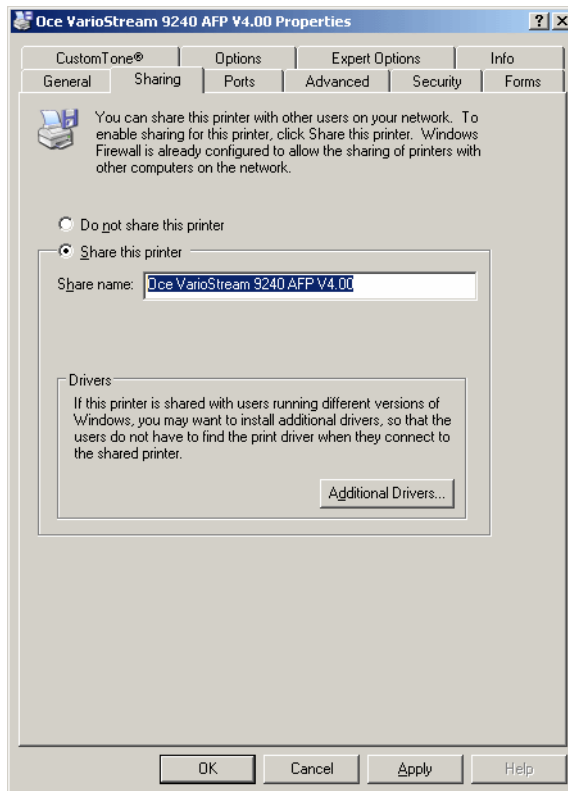 Oce VarioStream 9240 AFP V4.00 Properties
CustomTone® Options Expert Options Info
General Sharing Ports Advanced Security Forms
You can share this printer with other users on your network. To
enable sharing for this printer, click Share this printer. Windows
Firewall is already configured to allow the sharing of printers with
other computers on the network.
Do not share this printer
Share this printer
Share name: Oce VarioStream 9240 AFP V4.00
Drivers
If this printer is shared with users running different versions of
Windows, you may want to install additional drivers, so that the
users do not have to find the print driver when they connect to
the shared printer.
Additional Drivers...
OK Cancel Apply Help